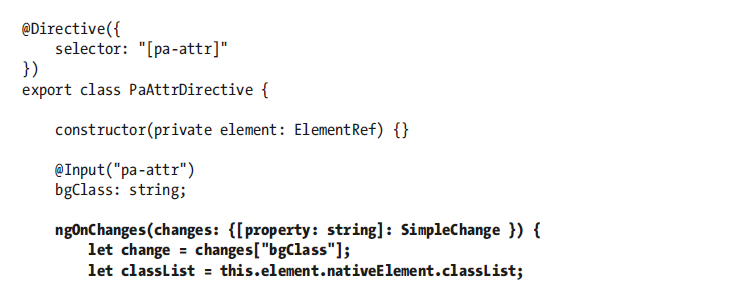 @Directive({
    selector: "[pa-attr]"
})
export class PaAttrDirective {
    constructor(private element: ElementRef) {}
    @Input("pa-attr")
    bgClass: string;
    ngOnChanges(changes: {[property: string]: SimpleChange }) {
        let change = changes["bgClass"];
        let classList = this.element.nativeElement.classList;